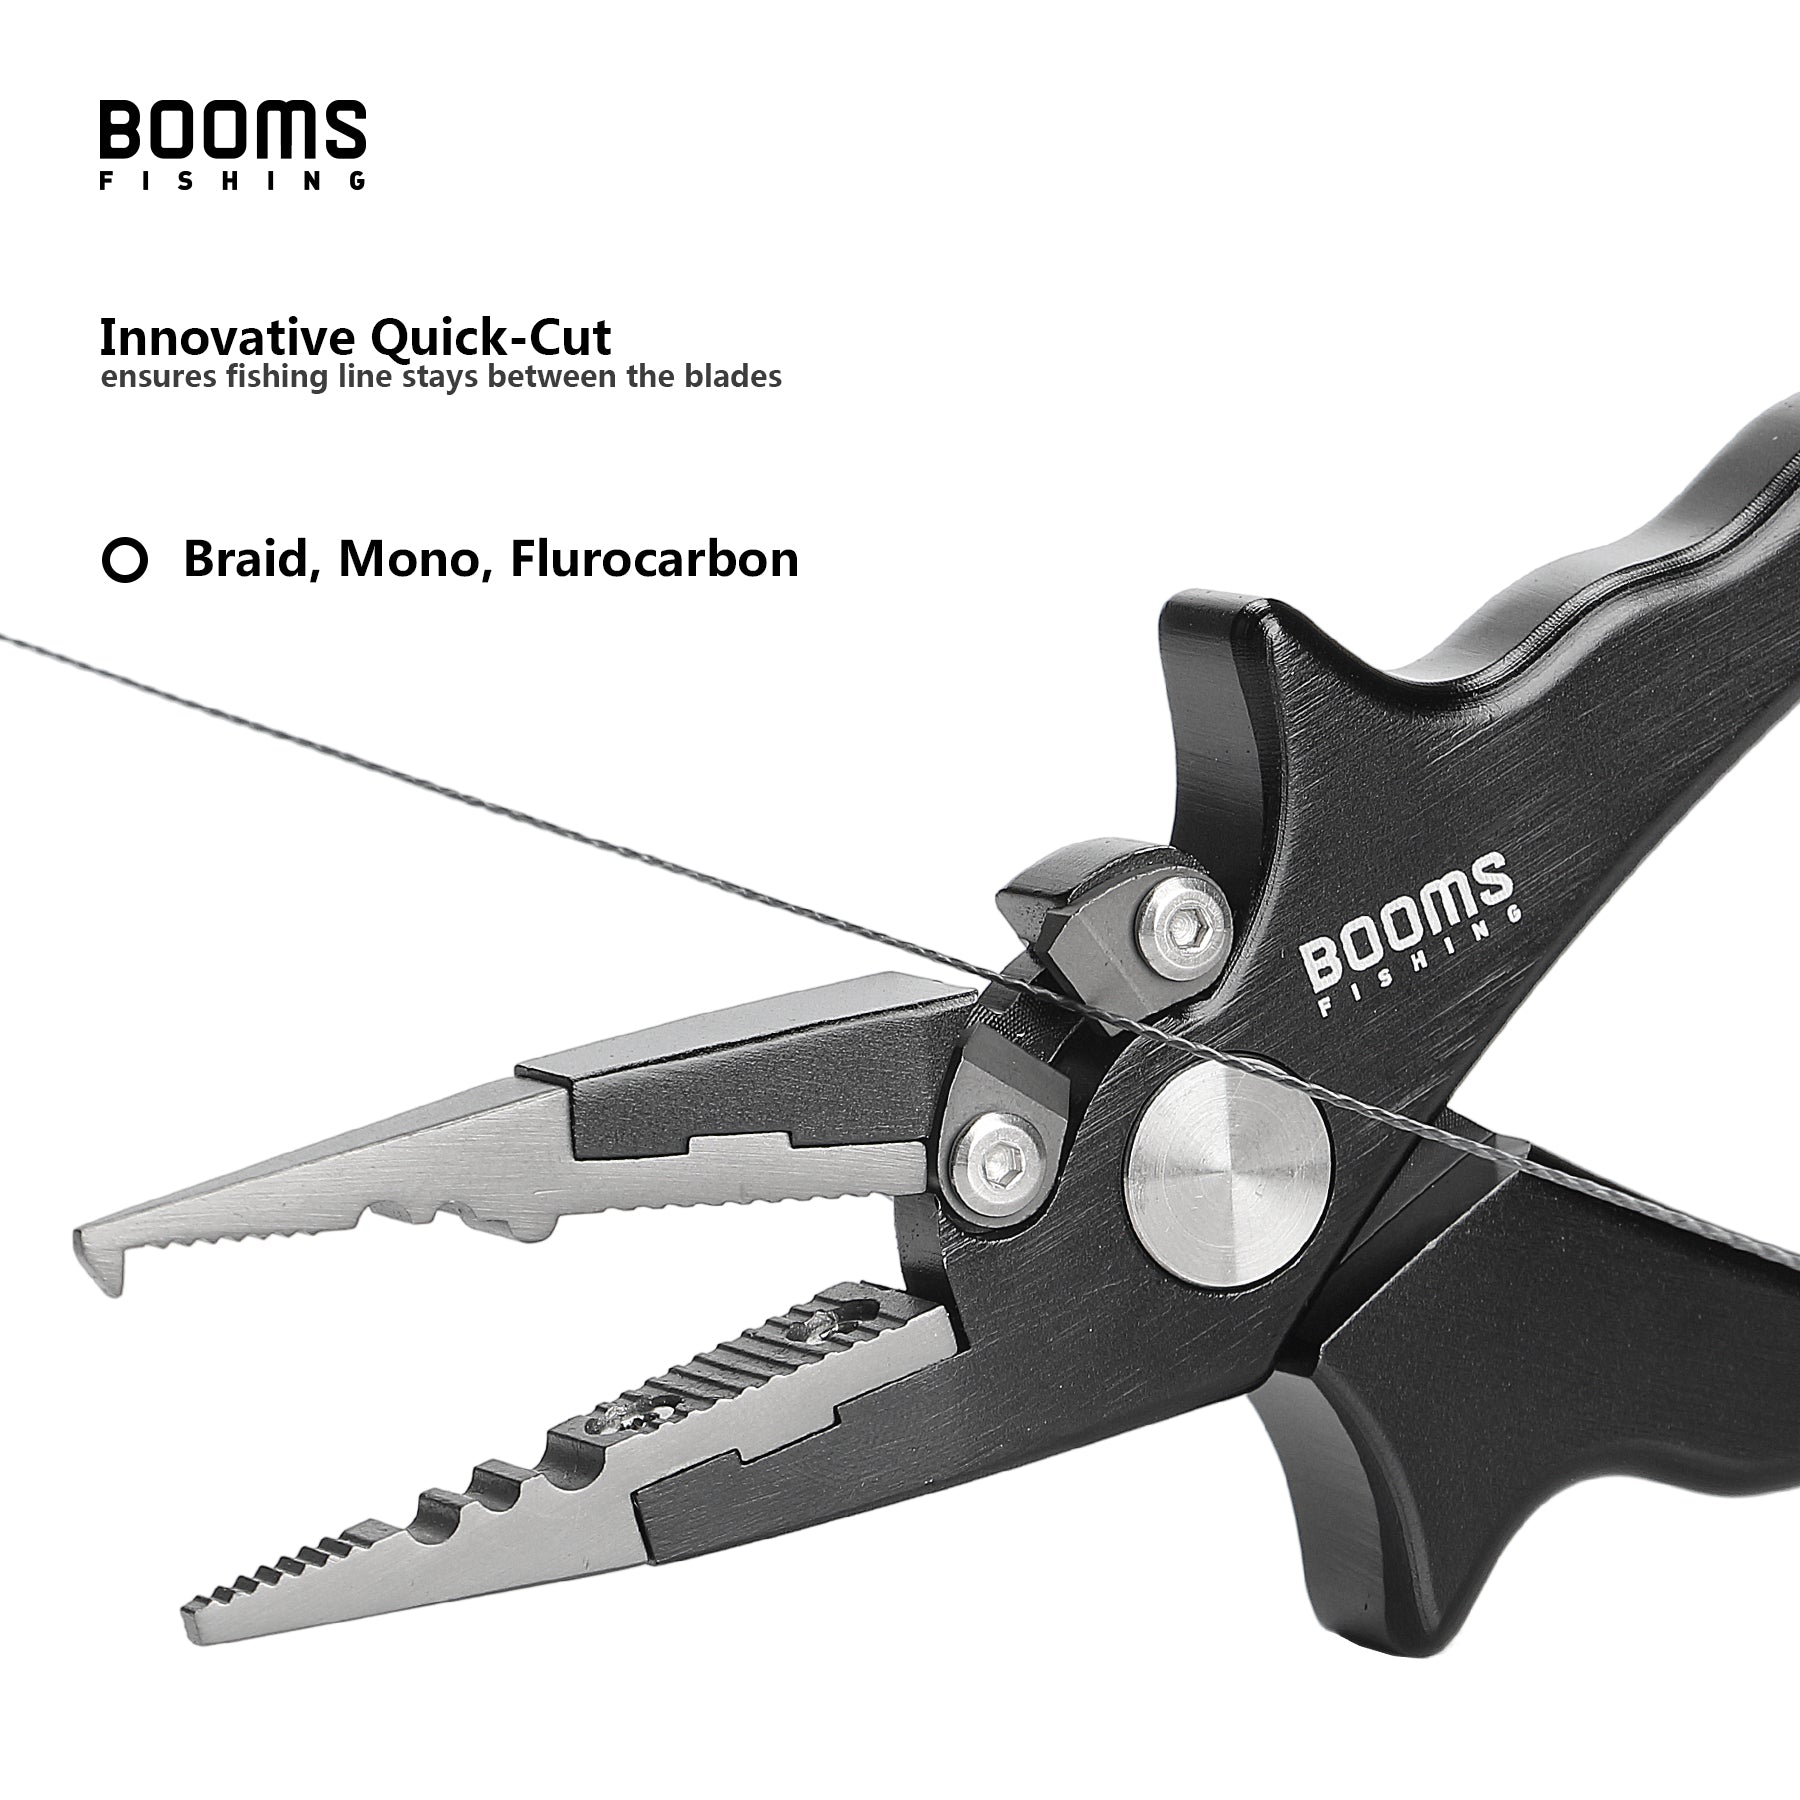 BOOMS
FISHING
Innovative Quick-Cut
ensures fishing line stays between the blades
Braid, Mono, Flurocarbon
BOOMS
FISHING